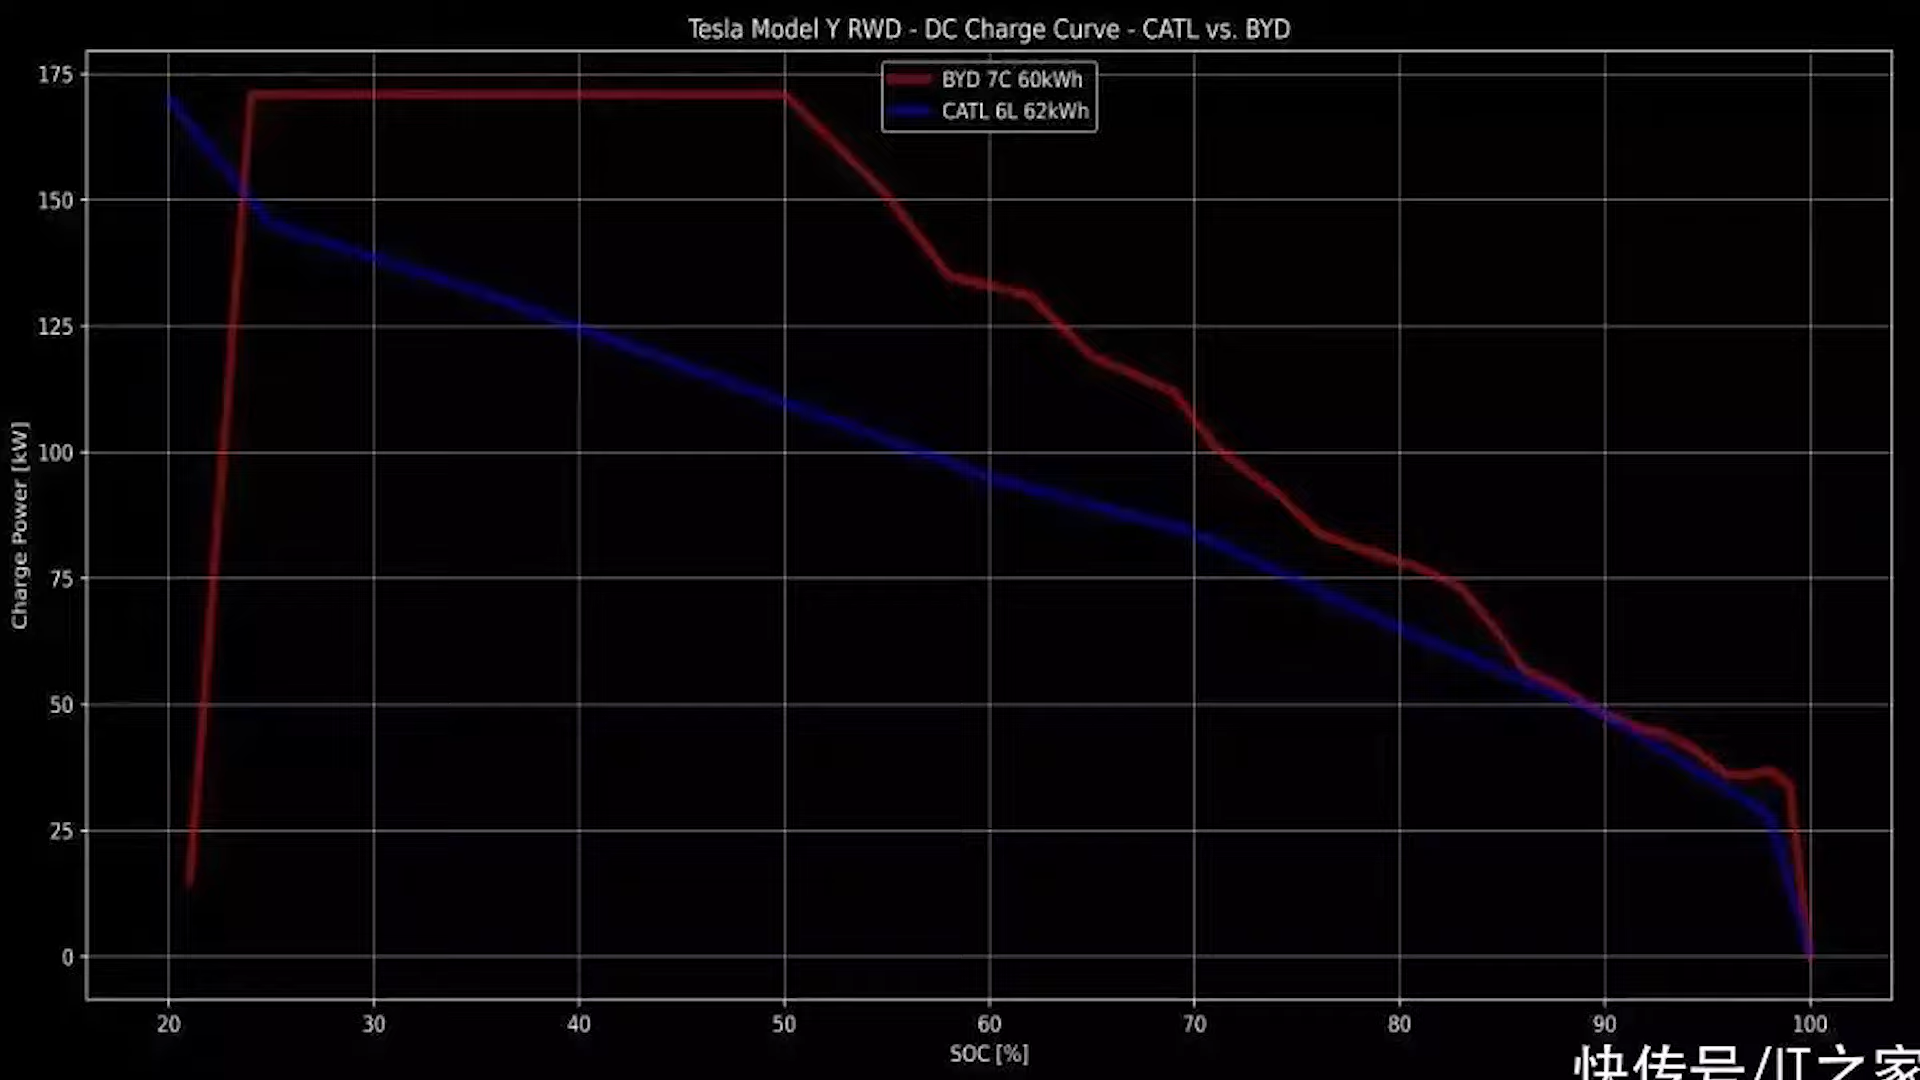 Tesla Model Y RWD - DC Charge Curve - CATL vs. BYD
BYD 7C 60kWh
CATL 6L 62kWh
175
150
125
100
75
50
25
0
Charge Power [kW]
20 30 40 50 60 70 80 90 100
SOC [%]
快传号/IT之家